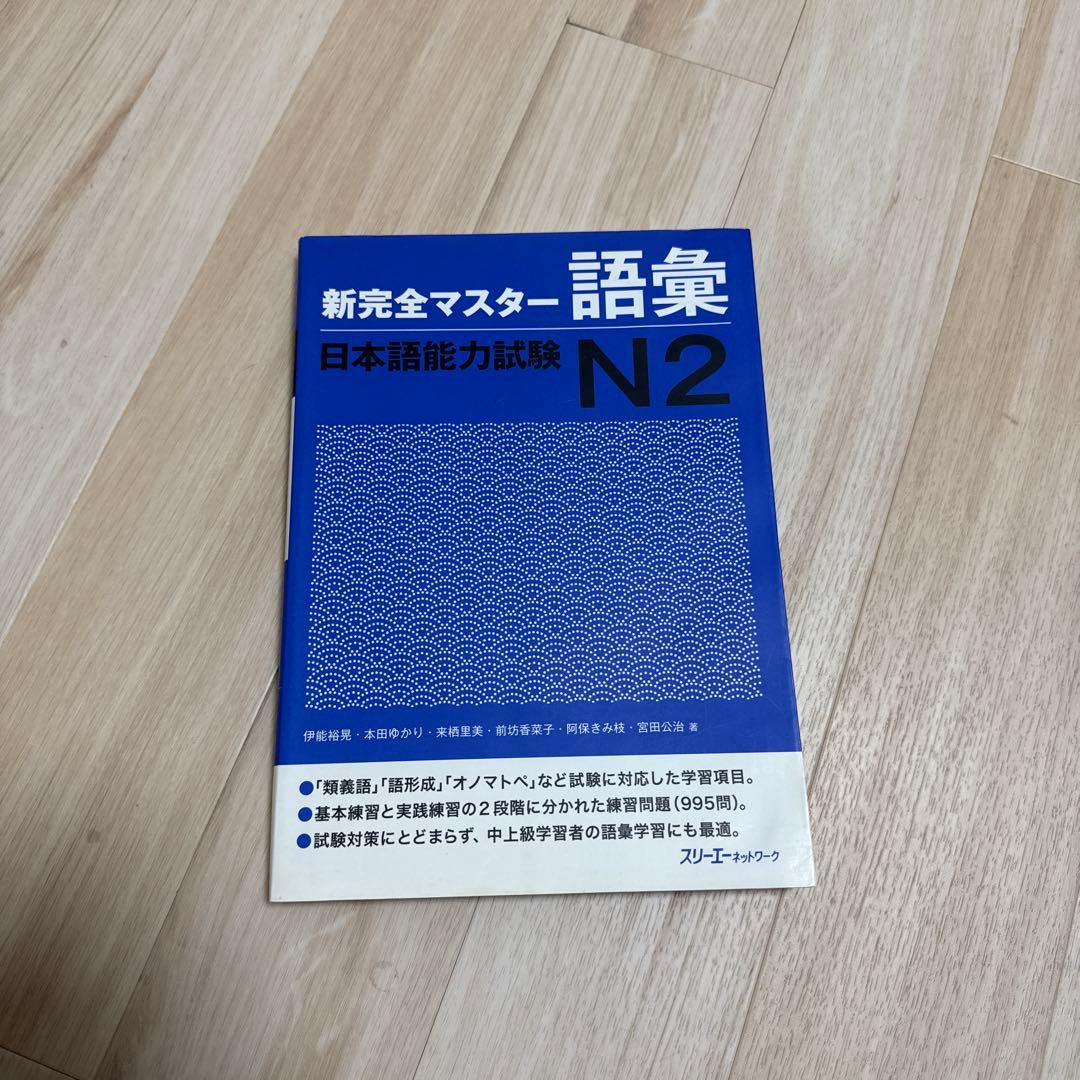 新完全マスター 語彙
日本語能力試験 N2
伊能裕晃・本田ゆかり・来栖里美・前坊香菜子・阿保きみ枝・宮田公治 著
●「類義語」「語形成」「オノマトペ」など試験に対応した学習項目。
●基本練習と実践練習の２段階に分かれた練習問題（995問）。
●試験対策にとどまらず、中上級学習者の語彙学習にも最適。
スリーエーネットワーク